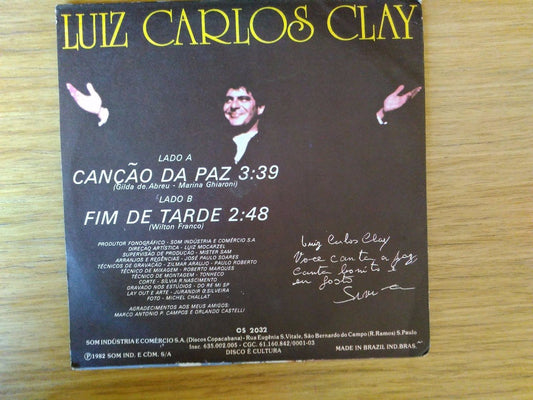 LUIZ CARLOS CLAY
LADO A
CANÇÃO DA PAZ 3:39
(Gilda de Abreu - Marina Ghiaroni)
LADO B
FIM DE TARDE 2:48
(Wilton Franco)
PRODUTOR FONOGRÁFICO - SOM INDÚSTRIA E COMÉRCIO S.A
DIREÇÃO ARTÍSTICA - LUIZ MOCARZEL
SUPERVISÃO DE PRODUÇÃO - MISTER SAM
ARRANJOS E REGÊNCIAS - JOSÉ PAULO SOARES
TÉCNICOS DE GRAVAÇÃO - ZILMAR ARAUJO - PAULO ROBERTO
TÉCNICO DE MIXAGEM - ROBERTO MARQUES
TÉCNICO DE MONTAGEM - TONHECO
CORTE - SILVIA R.NASCIMENTO
GRAVADO NOS ESTÚDIOS - DO RE MI SP
LAY OUT E ARTE - JURANDIR O.SILVEIRA
FOTO - MICHEL CHALLAT
AGRADECIMENTOS AOS MEUS AMIGOS:
MARCO ANTONIO P. CAMPOS E ORLANDO CASTELLI
Luiz Carlos Clay
Voce canta a paz
canta bonito
eu gosto
CS 2032
SOM INDÚSTRIA E COMÉRCIO S.A. (Discos Copacabana) - Rua Eugênia S. Vitale, São Bernardo do Campo (R. Ramos) S. Paulo
Insc. 635.002.005 - CGC. 61.160.842/0001-03
Ⓟ1982 SOM IND. E COM. S/A
DISCO É CULTURA
MADE IN BRAZIL IND. BRAS.